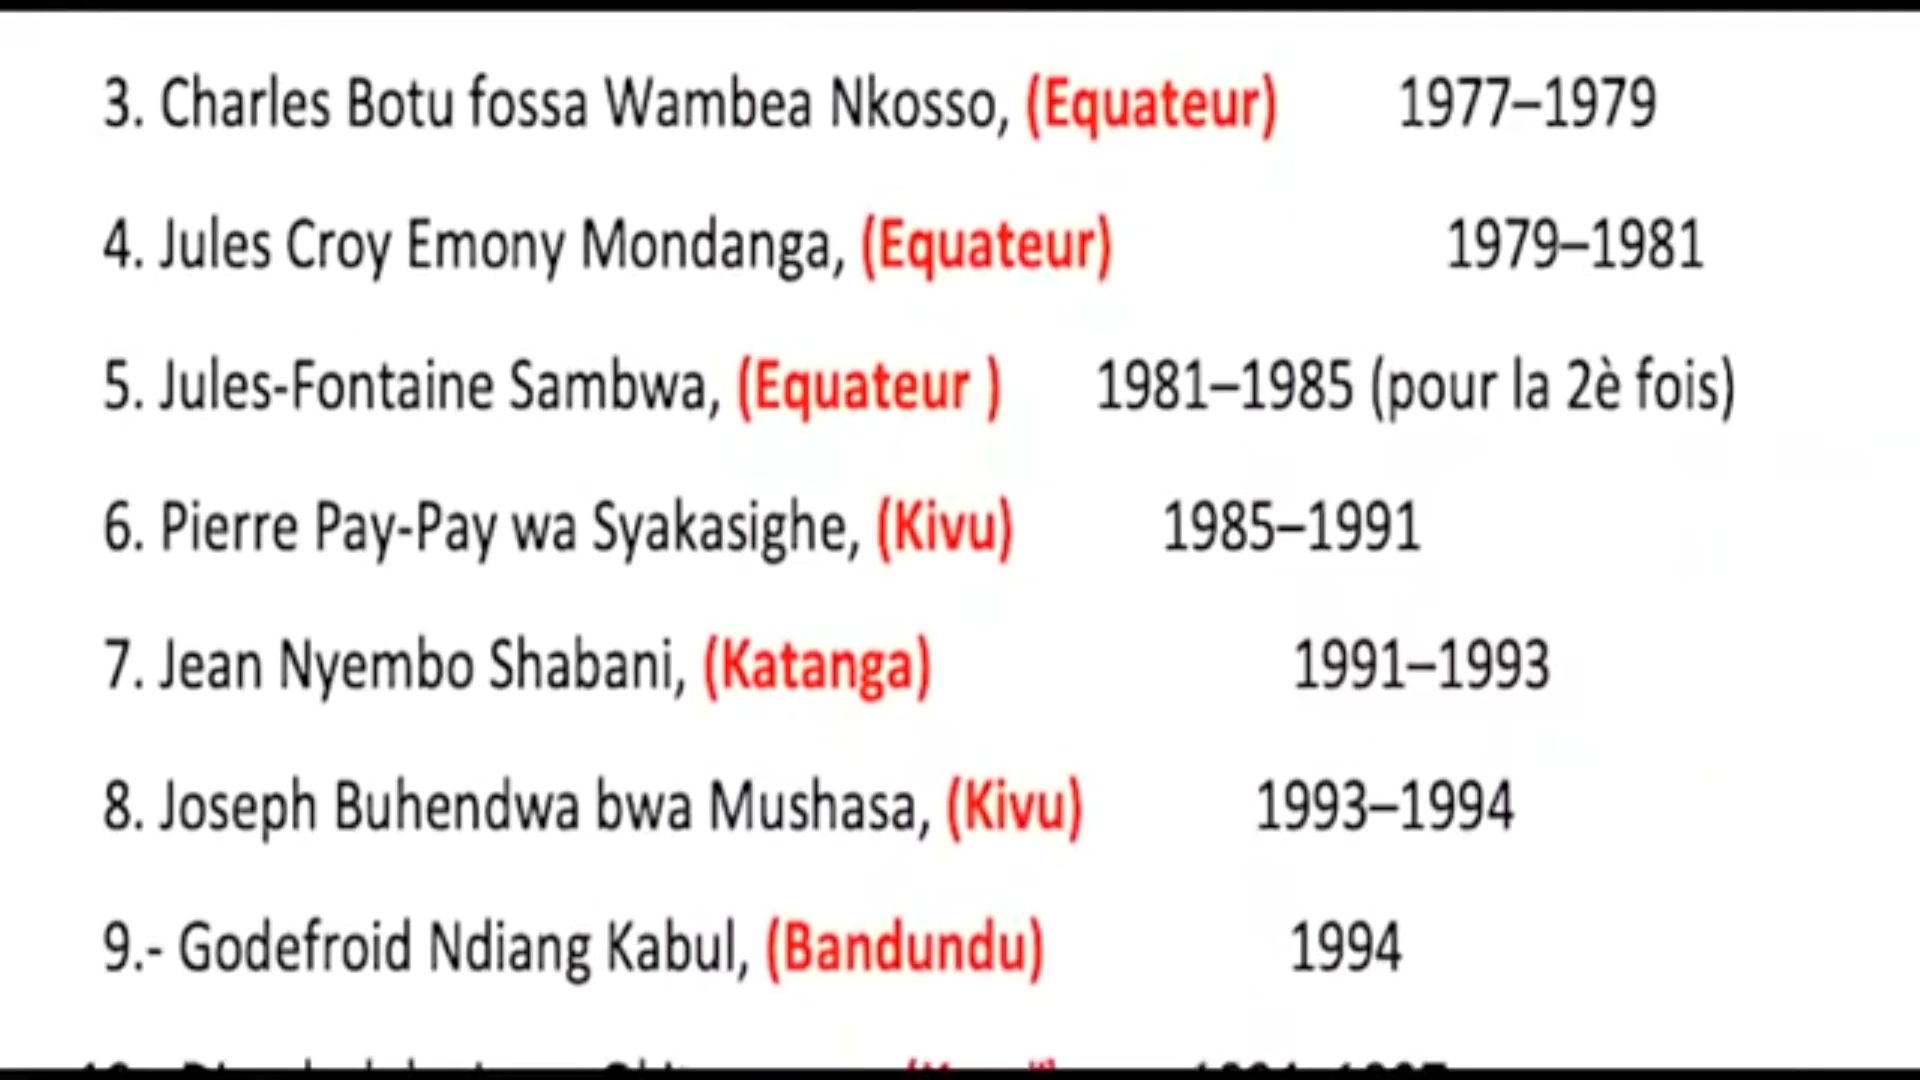 3. Charles Botu fossa Wambea Nkosso, (Equateur) 1977–1979
4. Jules Croy Emony Mondanga, (Equateur) 1979–1981
5. Jules-Fontaine Sambwa, (Equateur ) 1981–1985 (pour la 2è fois)
6. Pierre Pay-Pay wa Syakasighe, (Kivu) 1985–1991
7. Jean Nyembo Shabani, (Katanga) 1991–1993
8. Joseph Buhendwa bwa Mushasa, (Kivu) 1993–1994
9.- Godefroid Ndiang Kabul, (Bandundu) 1994